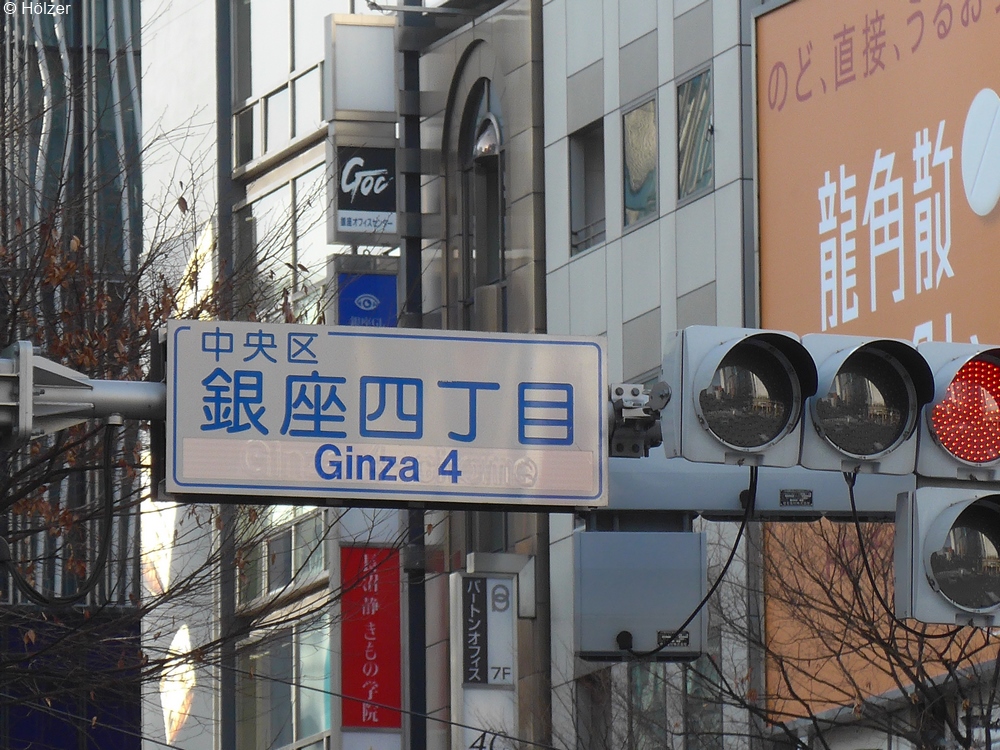 © Hölzer
のど、直接、うるお
龍角散
Goc
銀座オフィスセンター
中央区
銀座四丁目
Ginza 4
長沼静きもの学院
バートンオフィス
7F